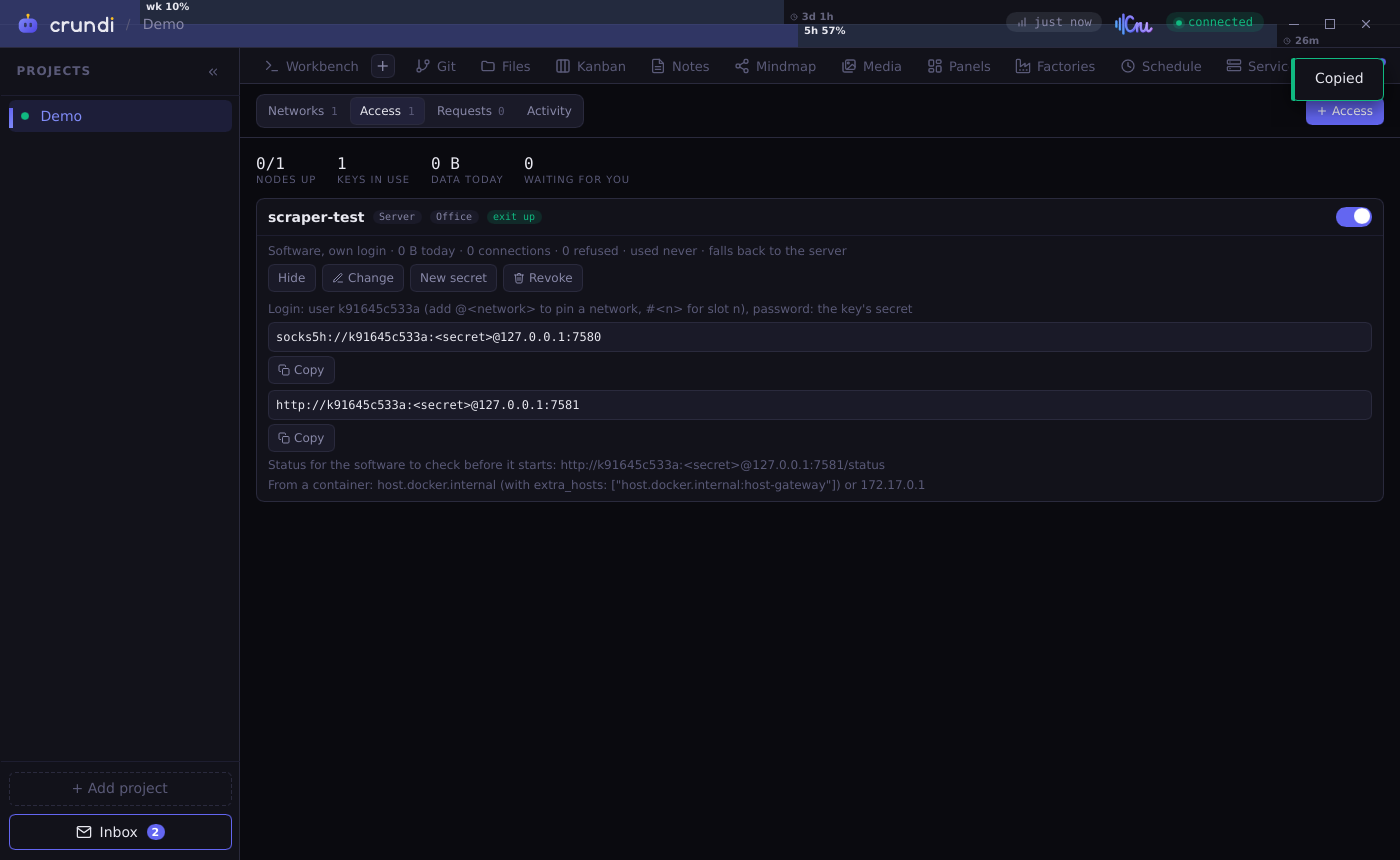 wk 10%
crundi / Demo
3d 1h
5h 57%
just now
Cru
connected
26m
PROJECTS «
Workbench + Git Files Kanban Notes Mindmap Media Panels Factories Schedule Servic
Copied
Demo
Networks 1 Access 1 Requests 0 Activity
+ Access
0/1 1 0 B 0
NODES UP KEYS IN USE DATA TODAY WAITING FOR YOU
scraper-test Server Office exit up
Software, own login · 0 B today · 0 connections · 0 refused · used never · falls back to the server
Hide Change New secret Revoke
Login: user k91645c533a (add @<network> to pin a network, #<n> for slot n), password: the key's secret
socks5h://k91645c533a:<secret>@127.0.0.1:7580
Copy
http://k91645c533a:<secret>@127.0.0.1:7581
Copy
Status for the software to check before it starts: http://k91645c533a:<secret>@127.0.0.1:7581/status
From a container: host.docker.internal (with extra_hosts: ["host.docker.internal:host-gateway"]) or 172.17.0.1
+ Add project
Inbox 2